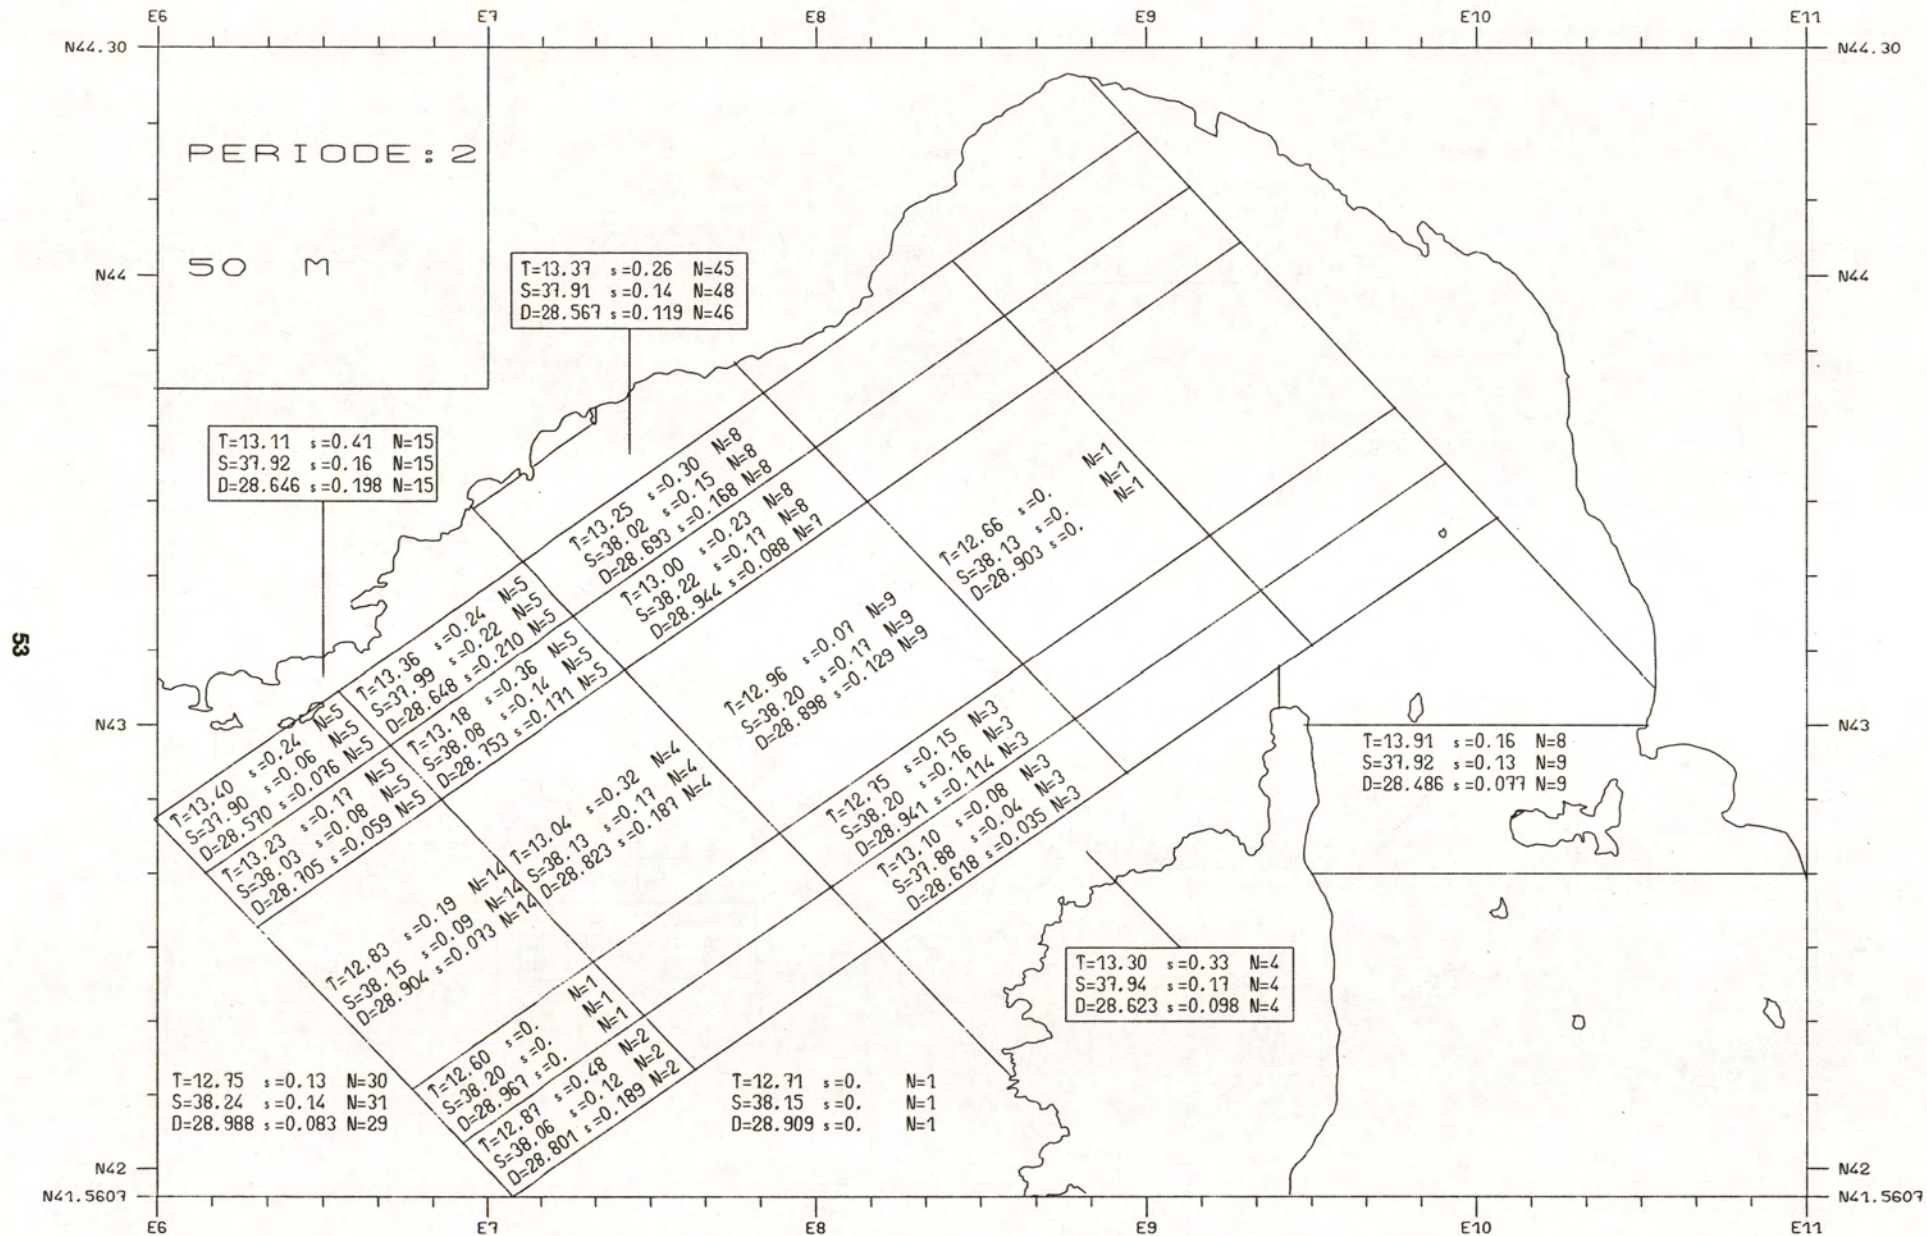 E6 E7 E8 E9 E10 E11
N44.30 N44.30
PERIODE:2
50 M
N44 N44
T=13.37 s=0.26 N=45
S=37.91 s=0.14 N=48
D=28.567 s=0.119 N=46
T=13.11 s=0.41 N=15
S=37.92 s=0.16 N=15
D=28.646 s=0.198 N=15
T=13.25 s=0.30 N=8
S=38.02 s=0.15 N=8
D=28.693 s=0.168 N=8
T=13.00 s=0.23 N=8
S=38.22 s=0.17 N=8
D=28.944 s=0.088 N=7
T=12.66 s=0. N=1
S=38.13 s=0. N=1
D=28.903 s=0. N=1
T=13.36 s=0.24 N=5
S=37.99 s=0.22 N=5
D=28.648 s=0.210 N=5
T=13.18 s=0.36 N=5
S=38.08 s=0.14 N=5
D=28.753 s=0.171 N=5
T=12.96 s=0.07 N=9
S=38.20 s=0.17 N=9
D=28.898 s=0.129 N=9
53
N43 N43
T=13.40 s=0.24 N=5
S=37.90 s=0.06 N=5
D=28.570 s=0.076 N=5
T=13.23 s=0.17 N=5
S=38.03 s=0.08 N=5
D=28.705 s=0.059 N=5
T=13.04 s=0.32 N=4
S=38.13 s=0.17 N=4
D=28.823 s=0.187 N=4
T=12.75 s=0.15 N=3
S=38.20 s=0.16 N=3
D=28.941 s=0.114 N=3
T=13.10 s=0.08 N=3
S=37.88 s=0.04 N=3
D=28.618 s=0.035 N=3
T=13.91 s=0.16 N=8
S=37.92 s=0.13 N=9
D=28.486 s=0.077 N=9
T=12.83 s=0.19 N=14
S=38.15 s=0.09 N=14
D=28.904 s=0.073 N=14
T=13.30 s=0.33 N=4
S=37.94 s=0.17 N=4
D=28.623 s=0.098 N=4
T=12.60 s=0. N=1
S=38.20 s=0. N=1
D=28.967 s=0. N=1
T=12.87 s=0.48 N=2
S=38.06 s=0.12 N=2
D=28.801 s=0.189 N=2
T=12.75 s=0.13 N=30
S=38.24 s=0.14 N=31
D=28.988 s=0.083 N=29
T=12.71 s=0. N=1
S=38.15 s=0. N=1
D=28.909 s=0. N=1
N42 N42
N41.5607 N41.5607
E6 E7 E8 E9 E10 E11